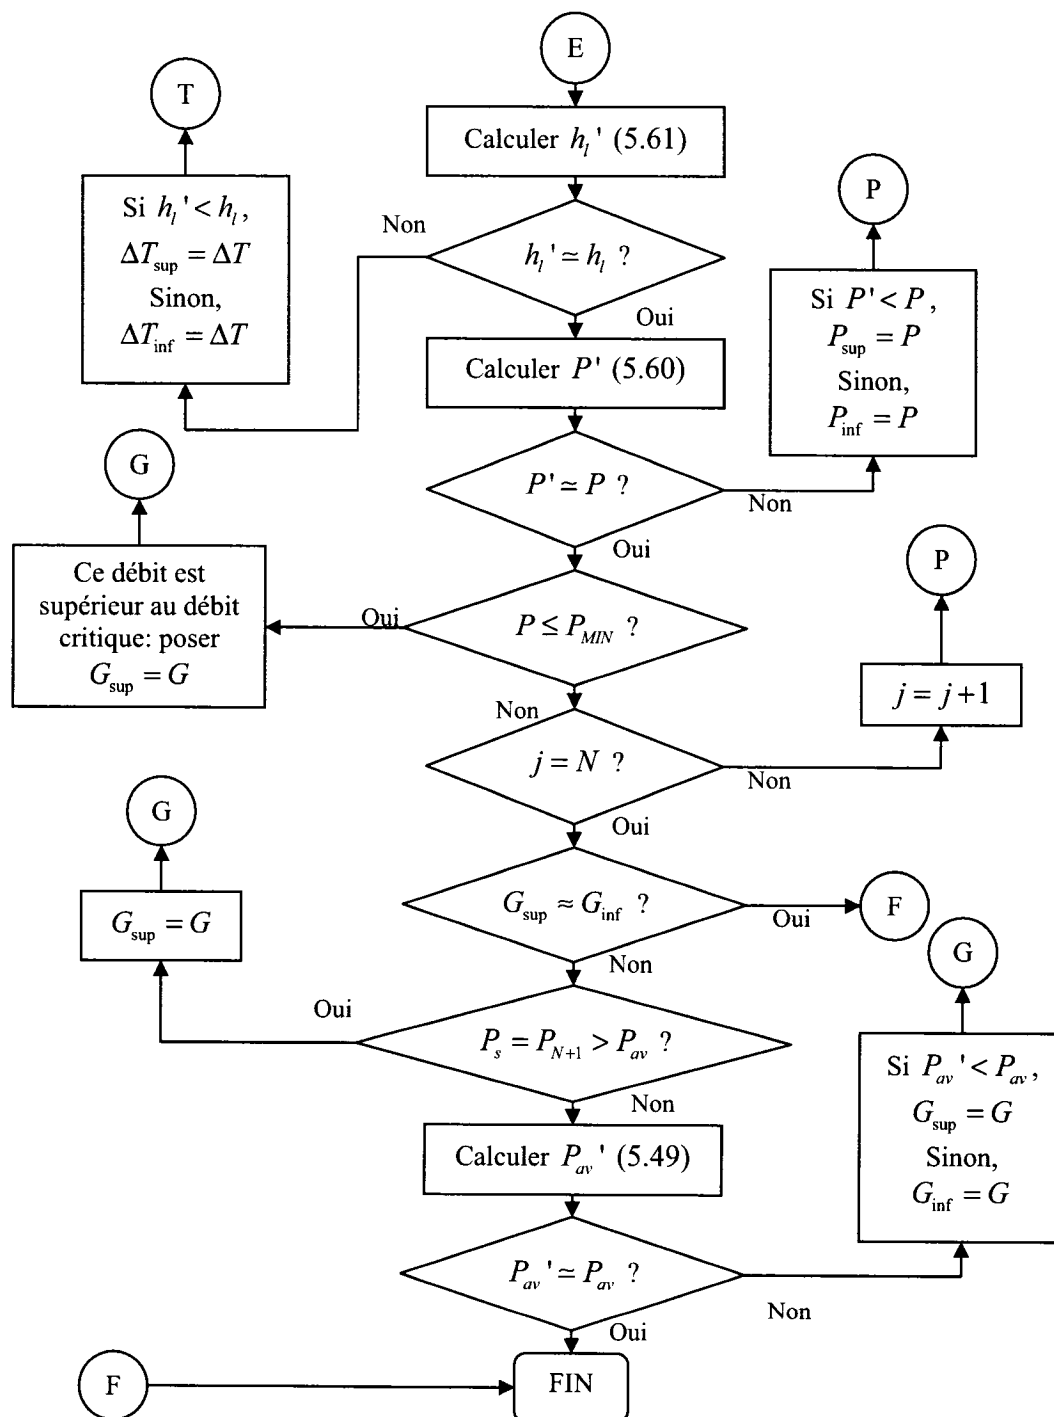 E
T
Calculer h_l' (5.61)
P
Si h_l' < h_l,
ΔT_sup = ΔT
Sinon,
ΔT_inf = ΔT
Non
h_l' ≃ h_l ?
Oui
Si P' < P,
P_sup = P
Sinon,
P_inf = P
Calculer P' (5.60)
G
P' ≃ P ?
Non
Oui
P
Ce débit est
supérieur au débit
critique: poser
G_sup = G
Oui
P ≤ P_MIN ?
Non
j = j+1
j = N ?
Non
Oui
G
G_sup = G
G_sup ≈ G_inf ?
Oui
F
Non
G
Oui
P_s = P_{N+1} > P_av ?
Non
Si P_av' < P_av,
G_sup = G
Sinon,
G_inf = G
Calculer P_av' (5.49)
P_av' ≃ P_av ?
Non
Oui
F
FIN